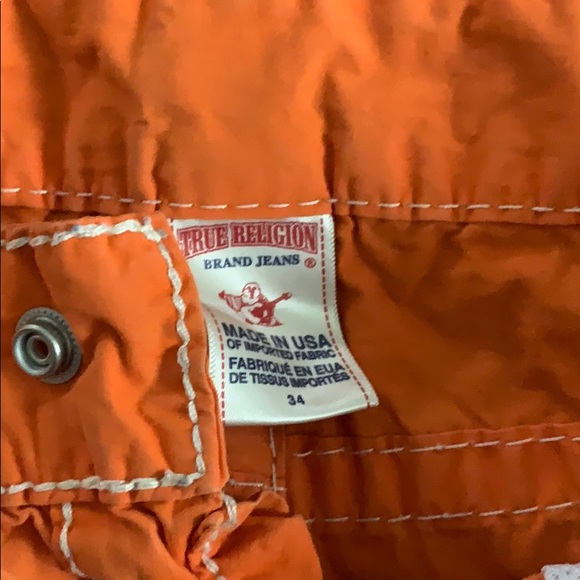 TRUE RELIGION
BRAND JEANS ®
MADE IN USA
OF IMPORTED FABRIC
FABRIQUÉ EN EUA
DE TISSUS IMPORTÉS
34